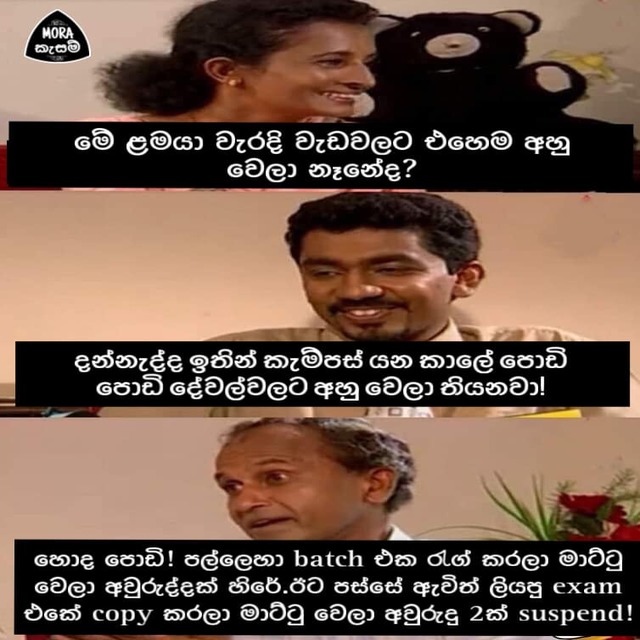 MORA
කැසම්
මේ ළමයා වැරදි වැඩවලට එහෙම අහු
වෙලා නෑනේද?
දන්නැද්ද ඉතින් කැම්පස් යන කාලේ පොඩි
පොඩි දේවල්වලට අහු වෙලා තියනවා!
හොද පොඩි! පල්ලෙහා batch එක රැග් කරලා මාට්ටු
වෙලා අවුරුද්දක් හිරේ.ඊට පස්සේ ඇවිත් ලියපු exam
එකේ copy කරලා මාට්ටු වෙලා අවුරුදු 2ක් suspend!